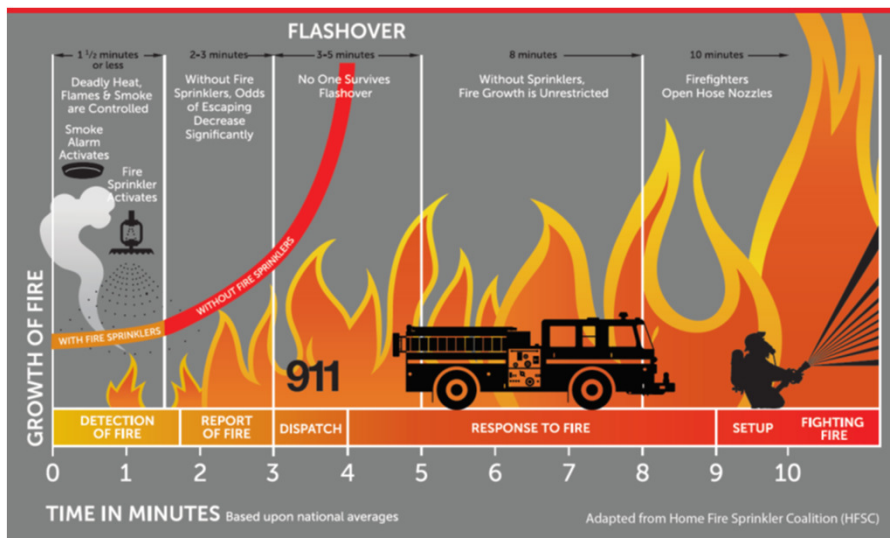 FLASHOVER
1 1/2 minutes
or less
Deadly Heat,
Flames & Smoke
are Controlled
2-3 minutes
Without Fire
Sprinklers, Odds
of Escaping
Decrease
Significantly
3-5 minutes
No One Survives
Flashover
8 minutes
Without Sprinklers,
Fire Growth is Unrestricted
10 minutes
Firefighters
Open Hose Nozzles
Smoke
Alarm
Activates
Fire
Sprinkler
Activates
GROWTH OF FIRE
WITH FIRE SPRINKLERS
WITHOUT FIRE SPRINKLERS
911
DETECTION
OF FIRE
REPORT
OF FIRE
DISPATCH
RESPONSE TO FIRE
SETUP
FIGHTING
FIRE
0 1 2 3 4 5 6 7 8 9 10
TIME IN MINUTES Based upon national averages
Adapted from Home Fire Sprinkler Coalition (HFSC)